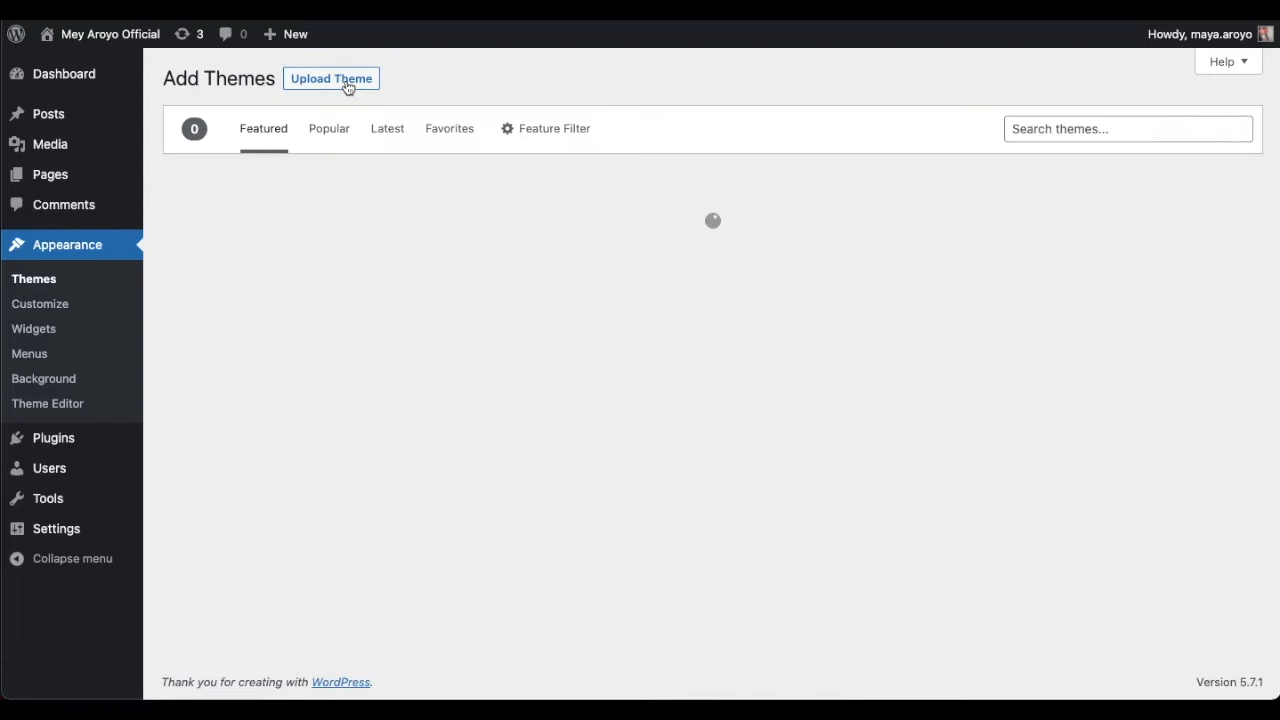 Mey Aroyo Official 3 0 New Howdy, maya.aroyo
Help
Dashboard
Posts
Media
Pages
Comments
Appearance
Themes
Customize
Widgets
Menus
Background
Theme Editor
Plugins
Users
Tools
Settings
Collapse menu
Add Themes Upload Theme
0 Featured Popular Latest Favorites Feature Filter Search themes...
Thank you for creating with WordPress. Version 5.7.1